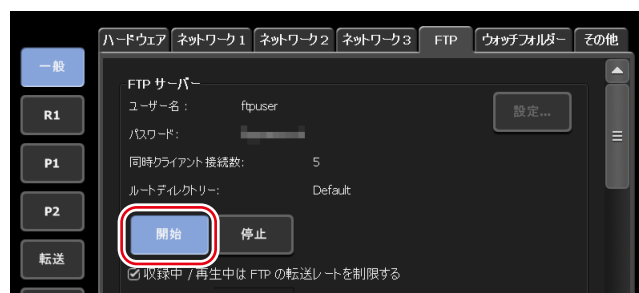 ハードウェア ネットワーク1 ネットワーク2 ネットワーク3 FTP ウォッチフォルダー その他
一般
R1
P1
P2
転送
FTP サーバー
ユーザー名： ftpuser
設定...
パスワード：
同時クライアント接続数： 5
ルートディレクトリー： Default
開始 停止
収録中 / 再生中は FTP の転送レートを制限する